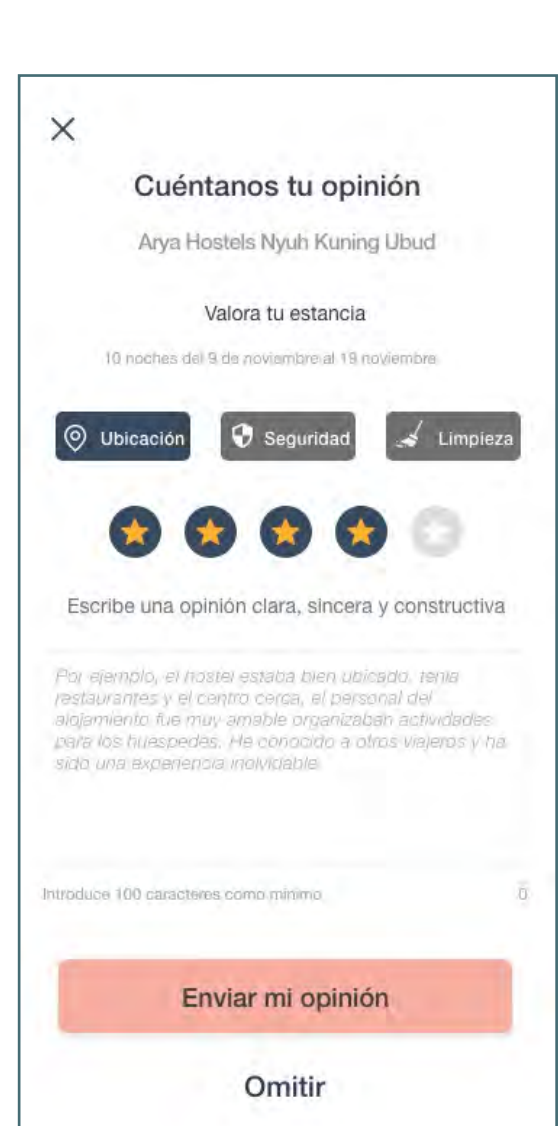 Cuéntanos tu opinión
Arya Hostels Nyuh Kuning Ubud
Valora tu estancia
10 noches del 9 de noviembre al 19 noviembre
Ubicación Seguridad Limpieza
Escribe una opinión clara, sincera y constructiva
Por ejemplo, el hostel estaba bien ubicado, tenía
restaurantes y el centro cerca, el personal del
alojamiento fue muy amable organizaban actividades
para los huéspedes. He conocido a otros viajeros y ha
sido una experiencia inolvidable
Introduce 100 caracteres como mínimo 0
Enviar mi opinión
Omitir